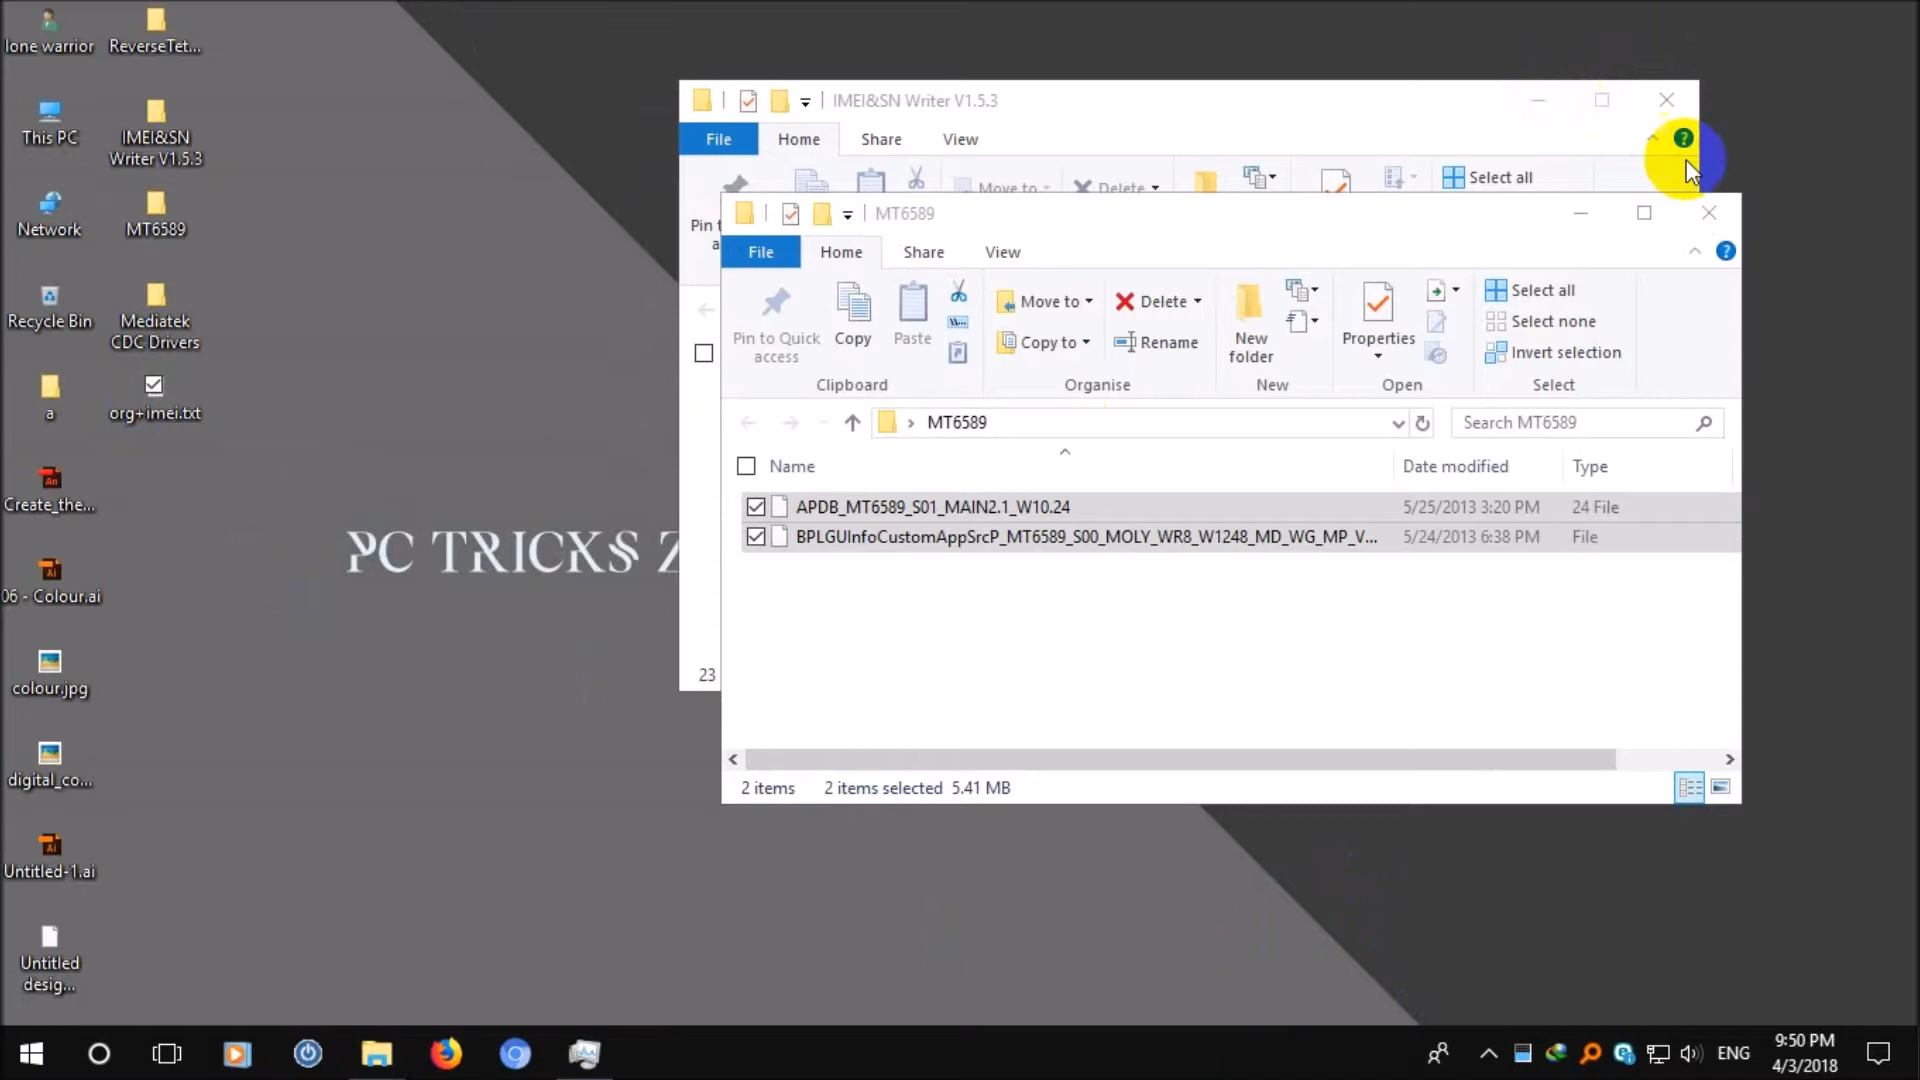 lone warrior
ReverseTet...
This PC
IMEI&SN
Writer V1.5.3
Network
MT6589
Recycle Bin
Mediatek
CDC Drivers
a
org+imei.txt
Create_the...
06 - Colour.ai
colour.jpg
digital_co...
Untitled-1.ai
Untitled
desig...
PC TRICKS Z
IMEI&SN Writer V1.5.3
File
Home
Share
View
Move to
Delete
Select all
Pin t
a
23
MT6589
File
Home
Share
View
Pin to Quick
access
Copy
Paste
Clipboard
Move to
Copy to
Delete
Rename
Organise
New
folder
New
Properties
Open
Select all
Select none
Invert selection
Select
MT6589
Search MT6589
Name
Date modified
Type
APDB_MT6589_S01_MAIN2.1_W10.24
5/25/2013 3:20 PM
24 File
BPLGUInfoCustomAppSrcP_MT6589_S00_MOLY_WR8_W1248_MD_WG_MP_V...
5/24/2013 6:38 PM
File
2 items
2 items selected 5.41 MB
ENG
9:50 PM
4/3/2018